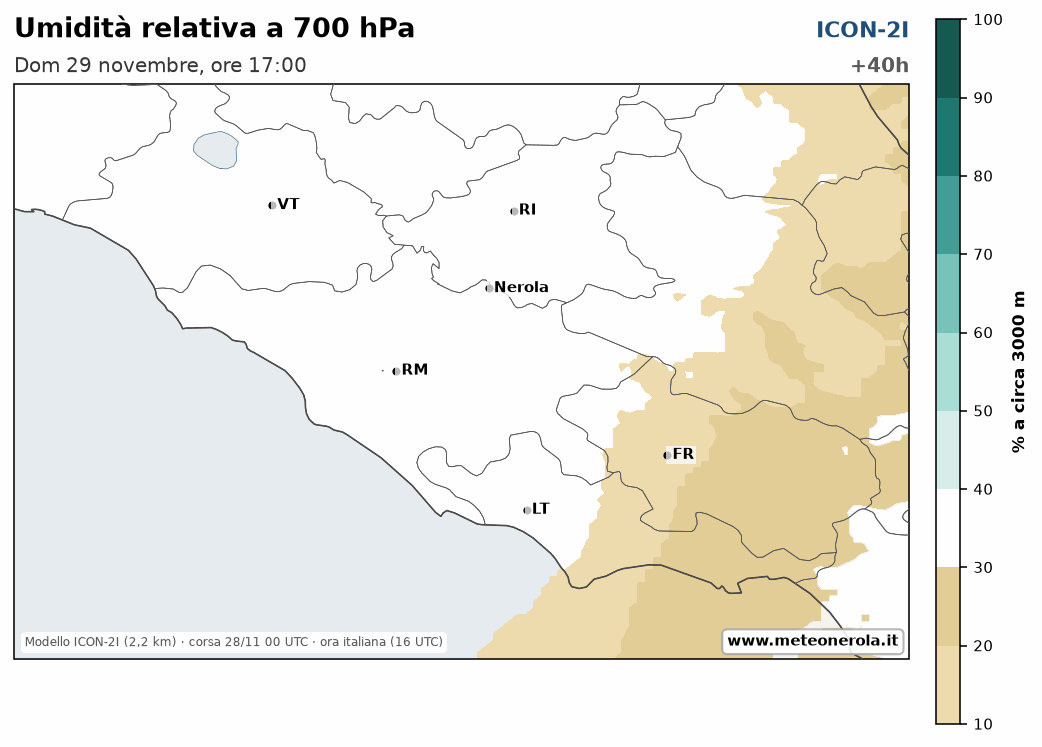 Umidità relativa a 700 hPa
ICON-2I
Dom 29 novembre, ore 17:00
+40h
100
90
80
70
60
50
40
30
20
10
% a circa 3000 m
VT
RI
Nerola
RM
FR
LT
Modello ICON-2I (2,2 km) · corsa 28/11 00 UTC · ora italiana (16 UTC)
www.meteonerola.it